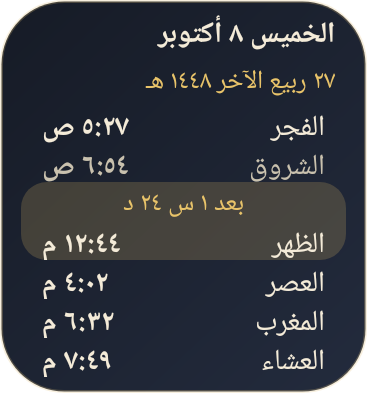 الخميس ٨ أكتوبر
٢٧ ربيع الآخر ١٤٤٨ هـ
الفجر ٥:٢٧ ص
الشروق ٦:٥٤ ص
بعد ١ س ٢٤ د
الظهر ١٢:٤٤ م
العصر ٤:٠٢ م
المغرب ٦:٣٢ م
العشاء ٧:٤٩ م